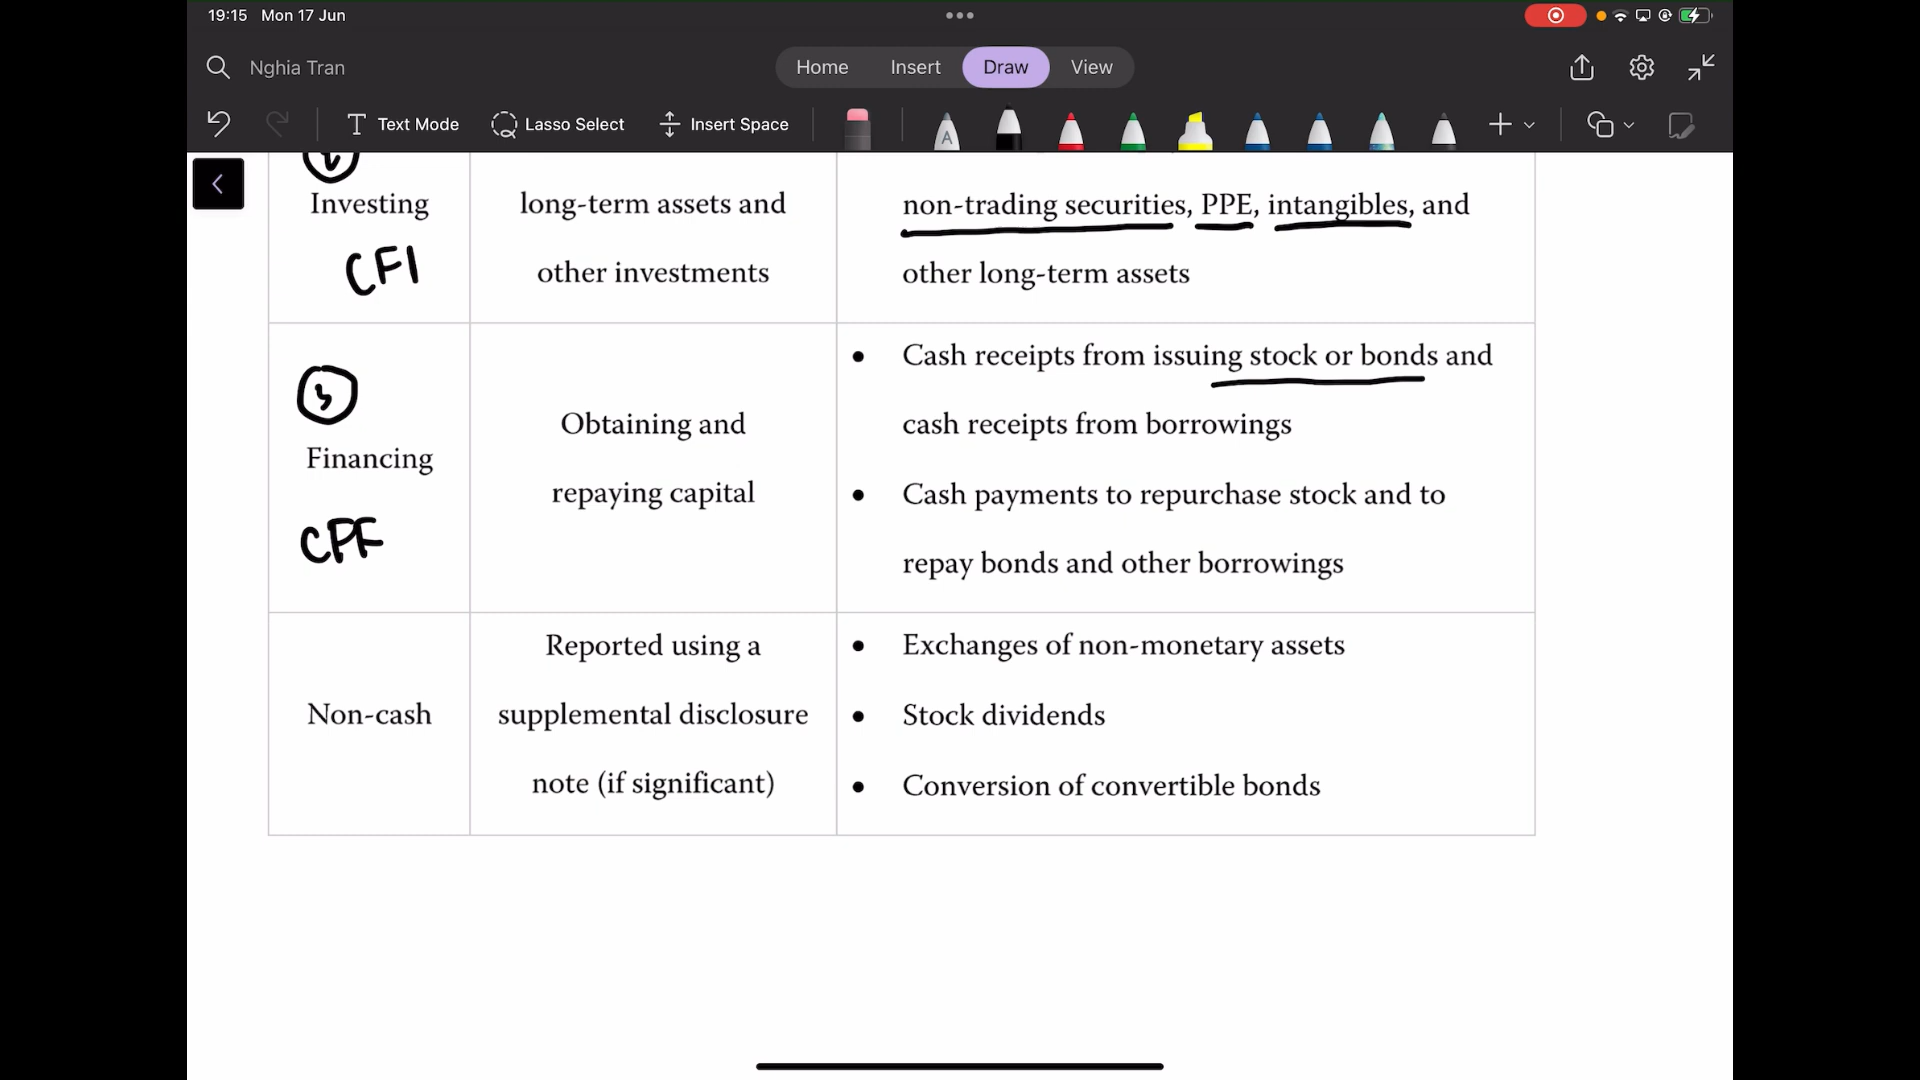 19:15 Mon 17 Jun
Nghia Tran
Home Insert Draw View
Text Mode Lasso Select Insert Space
A
Investing
CFI
long-term assets and
other investments
non-trading securities, PPE, intangibles, and
other long-term assets
3
Financing
CFF
Obtaining and
repaying capital
• Cash receipts from issuing stock or bonds and
cash receipts from borrowings
• Cash payments to repurchase stock and to
repay bonds and other borrowings
Non-cash
Reported using a
supplemental disclosure
note (if significant)
• Exchanges of non-monetary assets
• Stock dividends
• Conversion of convertible bonds